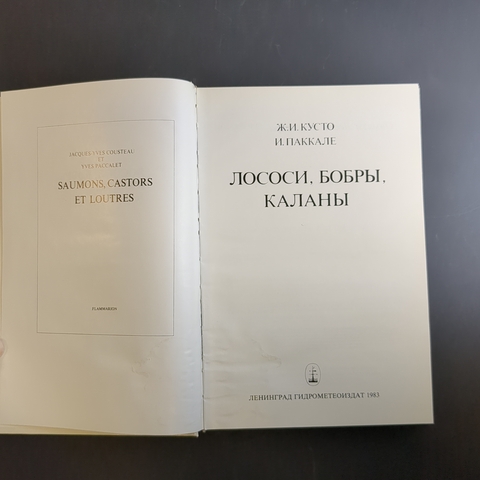 JACQUES-YVES COUSTEAU
ET
YVES PACCALET
SAUMONS, CASTORS
ET LOUTRES
FLAMMARION
Ж.И.КУСТО
И.ПАККАЛЕ
ЛОСОСИ, БОБРЫ,
КАЛАНЫ
ЛЕНИНГРАД ГИДРОМЕТЕОИЗДАТ 1983